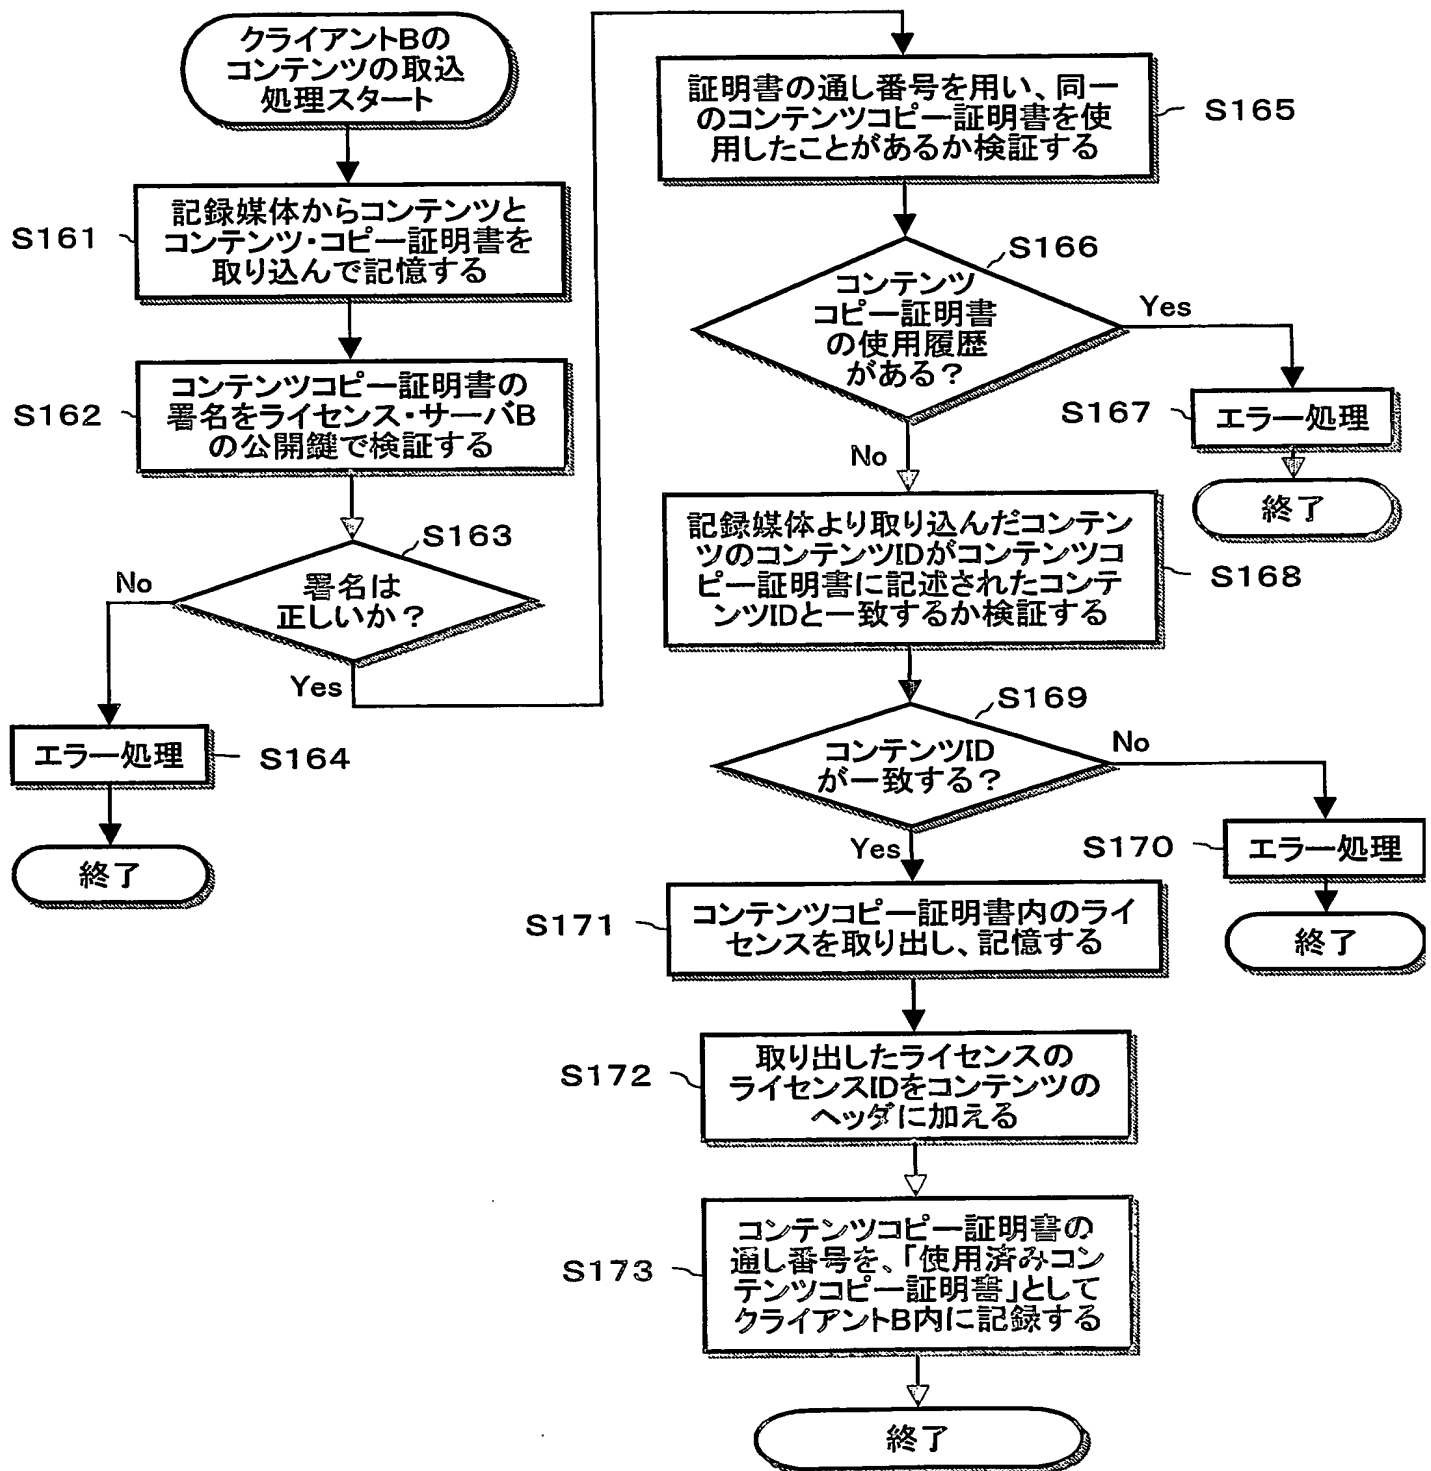 クライアントBの
コンテンツの取込
処理スタート
S161
記録媒体からコンテンツと
コンテンツ・コピー証明書を
取り込んで記憶する
S162
コンテンツコピー証明書の
署名をライセンス・サーバB
の公開鍵で検証する
S163
署名は
正しいか？
No
Yes
エラー処理
S164
終了
証明書の通し番号を用い、同一
のコンテンツコピー証明書を使
用したことがあるか検証する
S165
S166
コンテンツ
コピー証明書
の使用履歴
がある？
Yes
No
S167
エラー処理
終了
記録媒体より取り込んだコンテン
ツのコンテンツIDがコンテンツコ
ピー証明書に記述されたコンテ
ンツIDと一致するか検証する
S168
S169
コンテンツID
が一致する？
No
Yes
S170
エラー処理
終了
S171
コンテンツコピー証明書内のライ
センスを取り出し、記憶する
S172
取り出したライセンスの
ライセンスIDをコンテンツの
ヘッダに加える
S173
コンテンツコピー証明書の
通し番号を、「使用済みコン
テンツコピー証明書」として
クライアントB内に記録する
終了